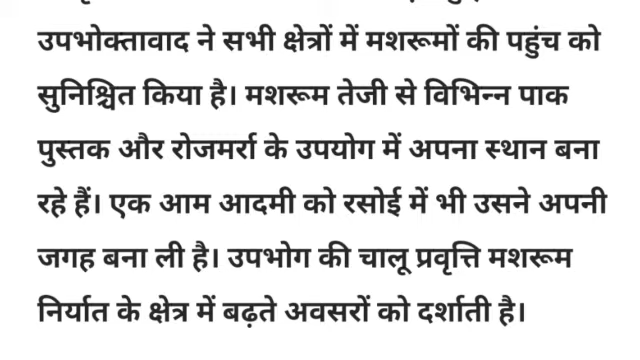 उपभोक्तावाद ने सभी क्षेत्रों में मशरूमों की पहुंच को
सुनिश्चित किया है। मशरूम तेजी से विभिन्न पाक
पुस्तक और रोजमर्रा के उपयोग में अपना स्थान बना
रहे हैं। एक आम आदमी को रसोई में भी उसने अपनी
जगह बना ली है। उपभोग की चालू प्रवृत्ति मशरूम
निर्यात के क्षेत्र में बढ़ते अवसरों को दर्शाती है।